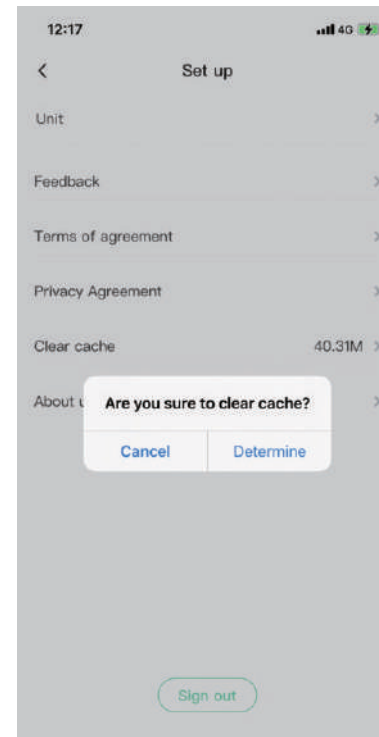 12:17
4G
Set up
Unit
Feedback
Terms of agreement
Privacy Agreement
Clear cache 40.31M
About
Are you sure to clear cache?
Cancel Determine
Sign out